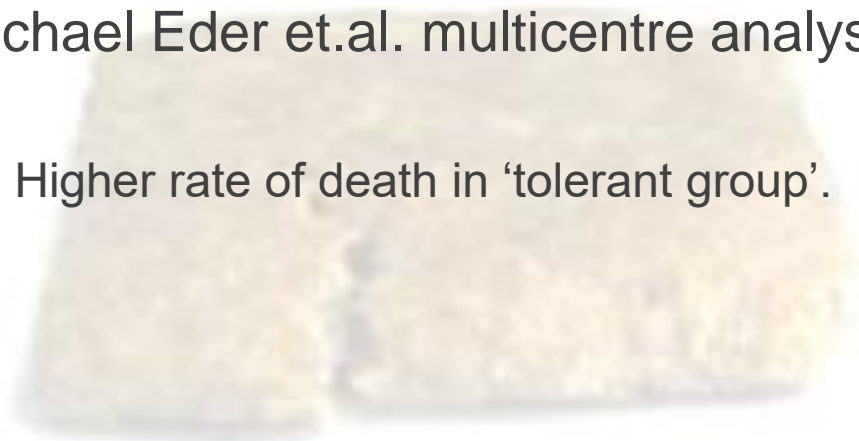 chael Eder et.al. multicentre analys
Higher rate of death in ‘tolerant group’.